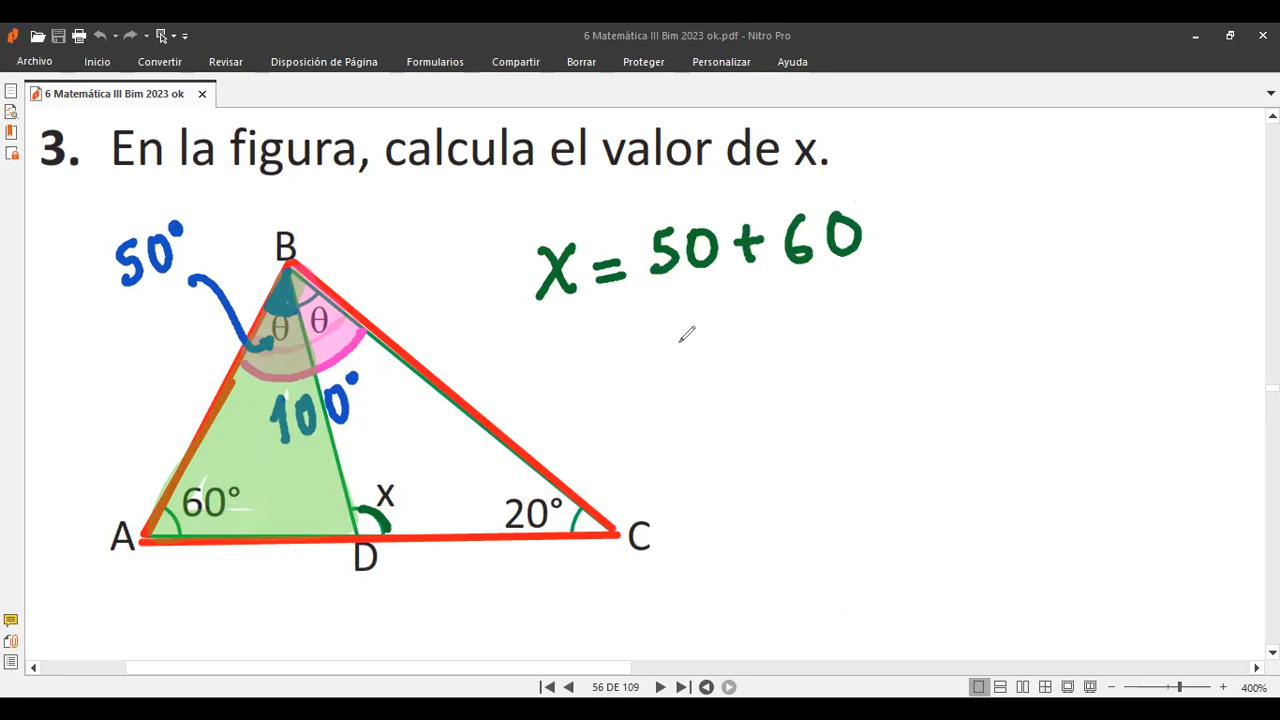 6 Matemática III Bim 2023 ok.pdf - Nitro Pro
Archivo Inicio Convertir Revisar Disposición de Página Formularios Compartir Borrar Proteger Personalizar Ayuda
6 Matemática III Bim 2023 ok
3. En la figura, calcula el valor de x.
50°
B
x = 50 + 60
θ θ
100°
60°
x
20°
A
D
C
56 DE 109
400%